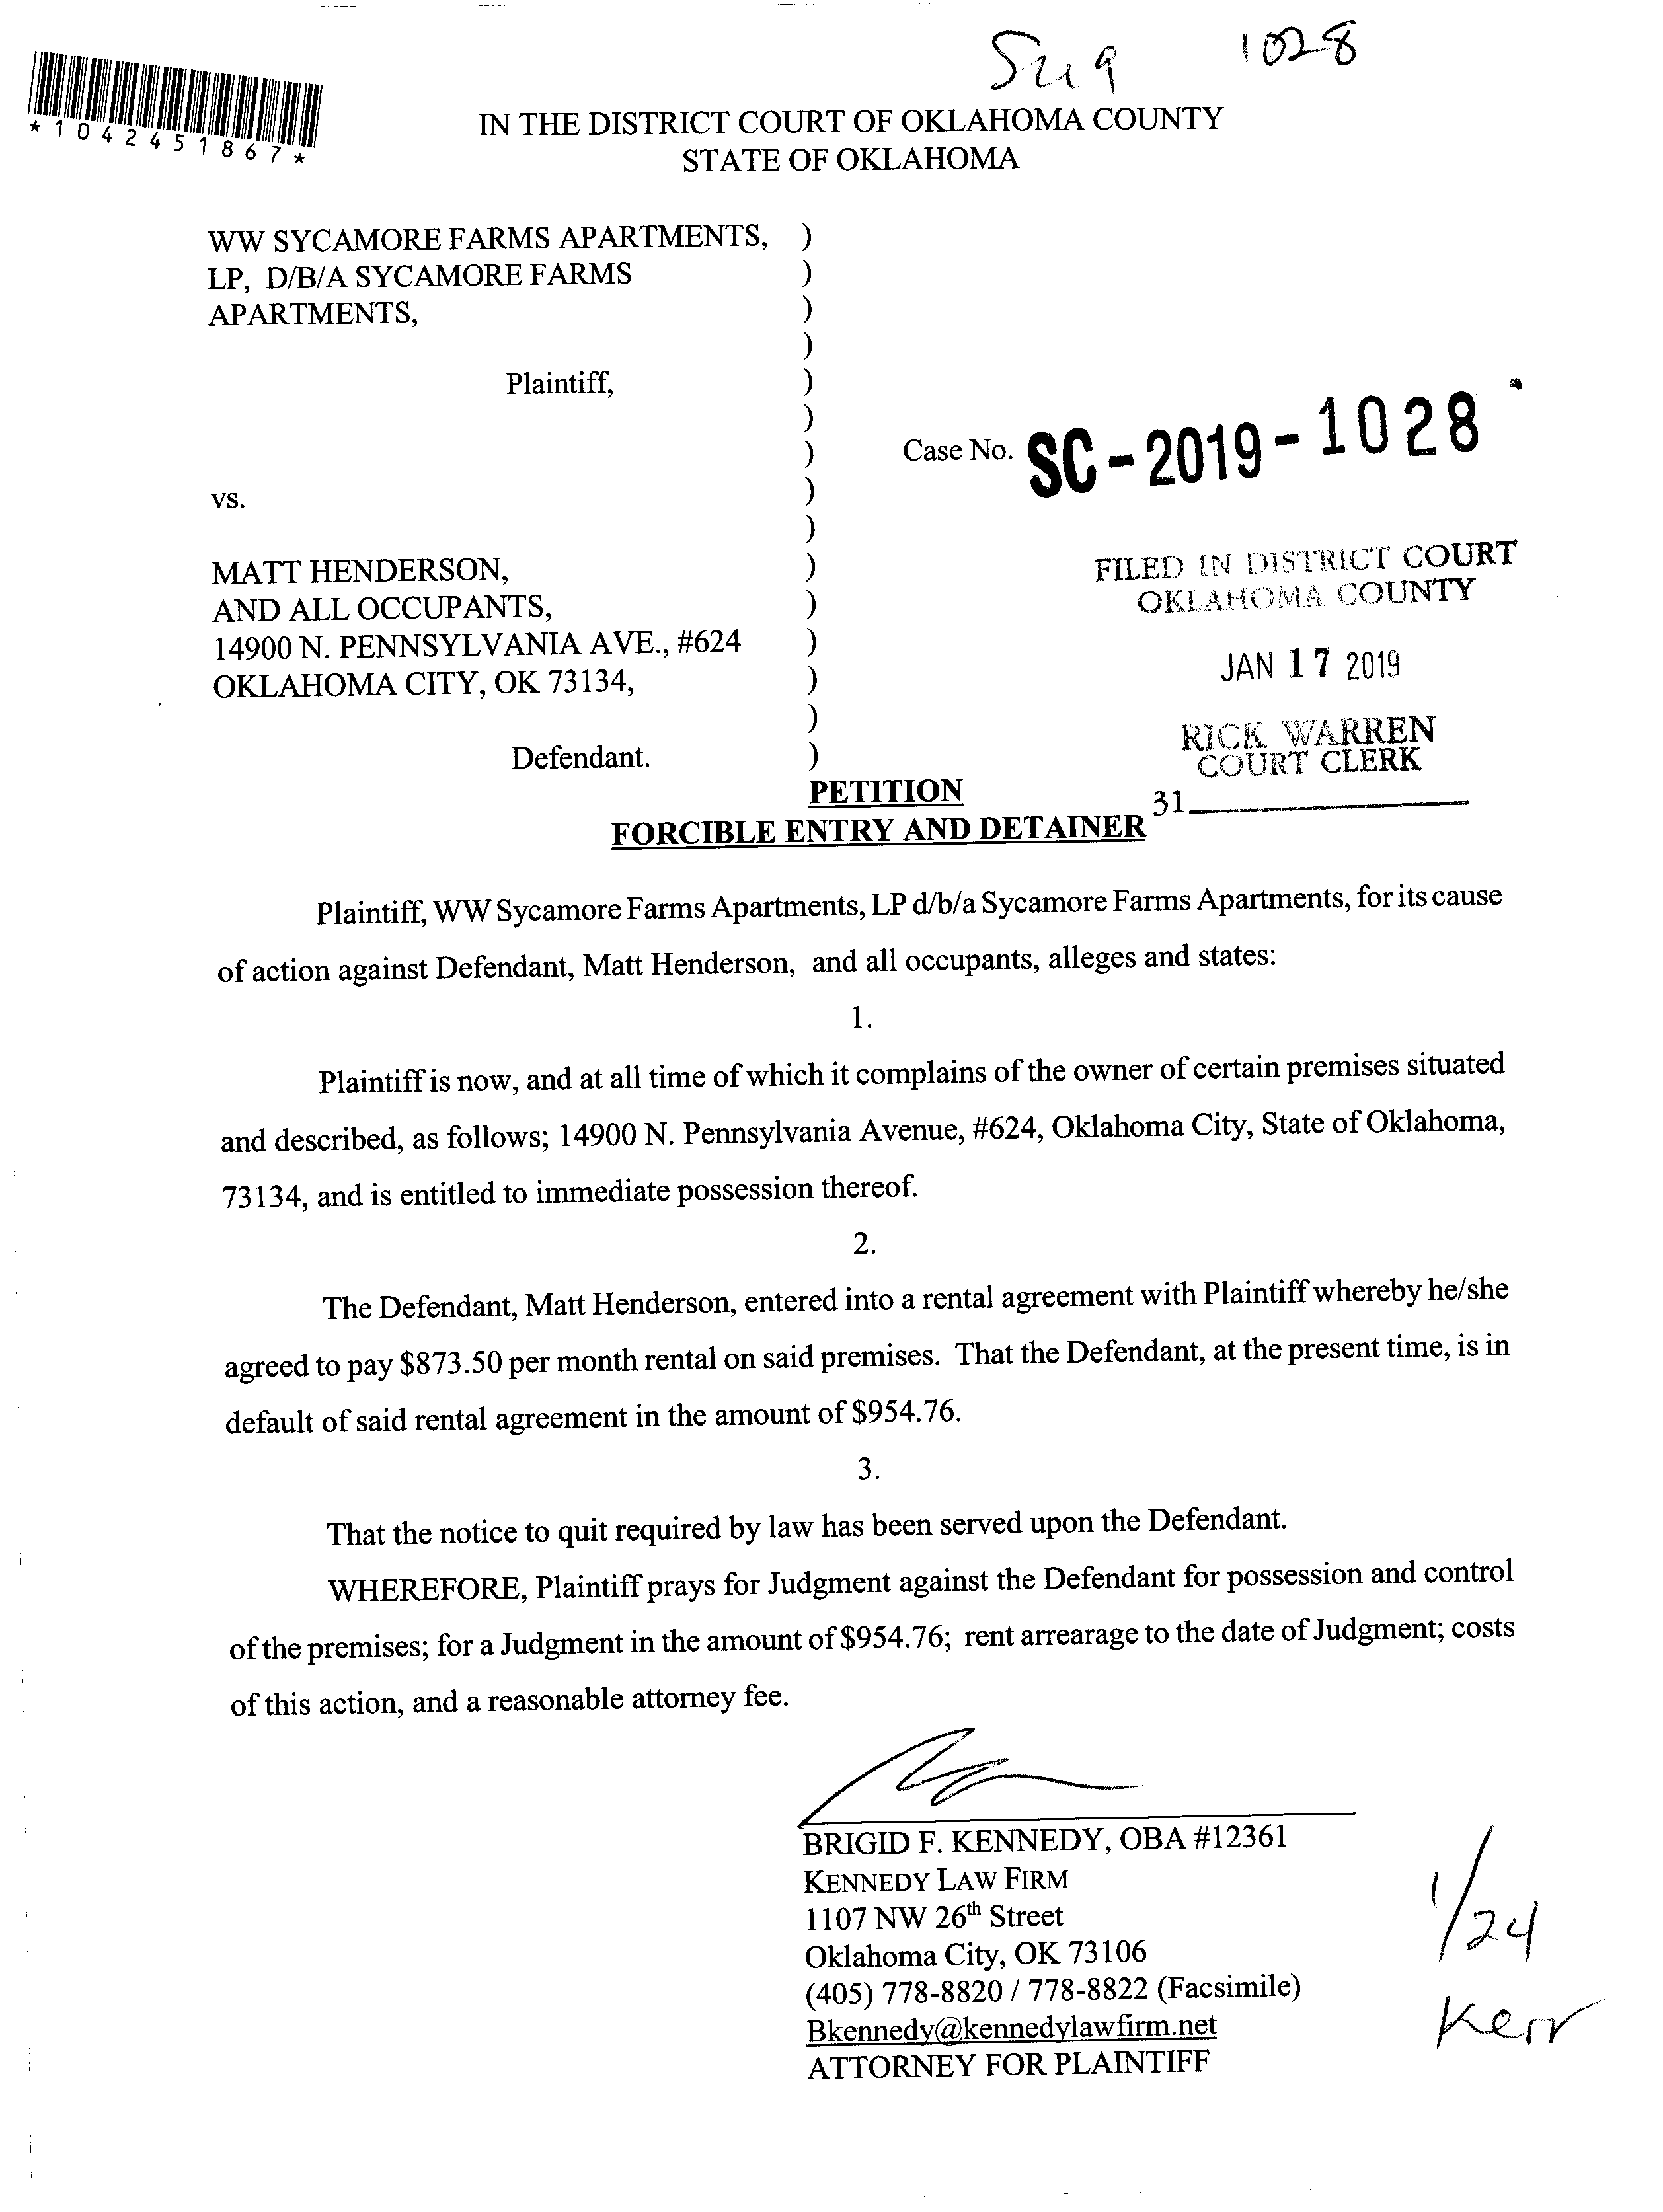 1028
*1042451867*
IN THE DISTRICT COURT OF OKLAHOMA COUNTY
STATE OF OKLAHOMA
WW SYCAMORE FARMS APARTMENTS, )
LP, D/B/A SYCAMORE FARMS )
APARTMENTS, )
)
Plaintiff, )
)
) Case No. SC-2019-1028
vs. )
)
MATT HENDERSON, )
AND ALL OCCUPANTS, )
14900 N. PENNSYLVANIA AVE., #624 )
OKLAHOMA CITY, OK 73134, )
)
Defendant. )
FILED IN DISTRICT COURT
OKLAHOMA COUNTY
JAN 17 2019
RICK WARREN
COURT CLERK
31
PETITION
FORCIBLE ENTRY AND DETAINER
Plaintiff, WW Sycamore Farms Apartments, LP d/b/a Sycamore Farms Apartments, for its cause
of action against Defendant, Matt Henderson, and all occupants, alleges and states:
1.
Plaintiff is now, and at all time of which it complains of the owner of certain premises situated
and described, as follows; 14900 N. Pennsylvania Avenue, #624, Oklahoma City, State of Oklahoma,
73134, and is entitled to immediate possession thereof.
2.
The Defendant, Matt Henderson, entered into a rental agreement with Plaintiff whereby he/she
agreed to pay $873.50 per month rental on said premises. That the Defendant, at the present time, is in
default of said rental agreement in the amount of $954.76.
3.
That the notice to quit required by law has been served upon the Defendant.
WHEREFORE, Plaintiff prays for Judgment against the Defendant for possession and control
of the premises; for a Judgment in the amount of $954.76; rent arrearage to the date of Judgment; costs
of this action, and a reasonable attorney fee.
BRIGID F. KENNEDY, OBA #12361
KENNEDY LAW FIRM
1107 NW 26th Street
Oklahoma City, OK 73106
(405) 778-8820 / 778-8822 (Facsimile)
Bkennedy@kennedylawfirm.net
ATTORNEY FOR PLAINTIFF
1/24
Kerr